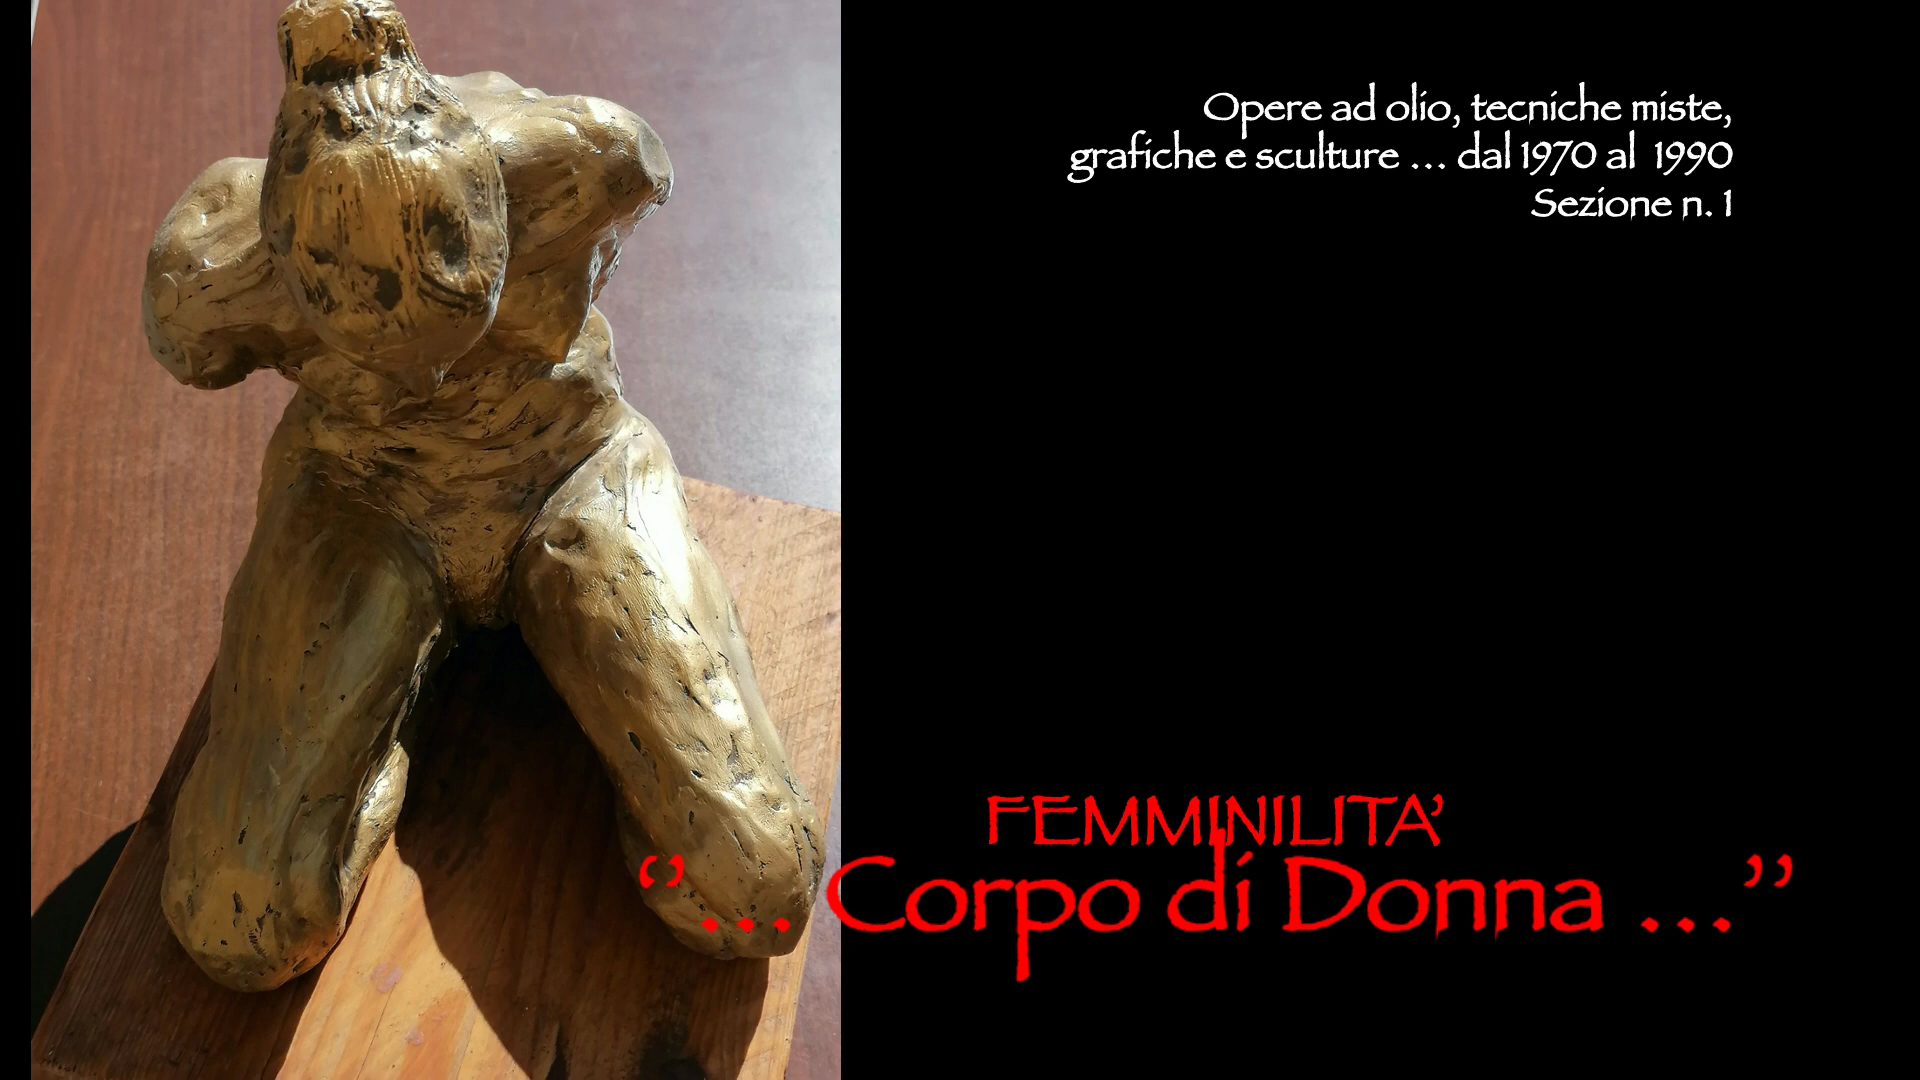 Opere ad olio, tecniche miste,
grafiche e sculture ... dal 1970 al 1990
Sezione n. 1
FEMMINILITA’
‘’... Corpo di Donna ...’’